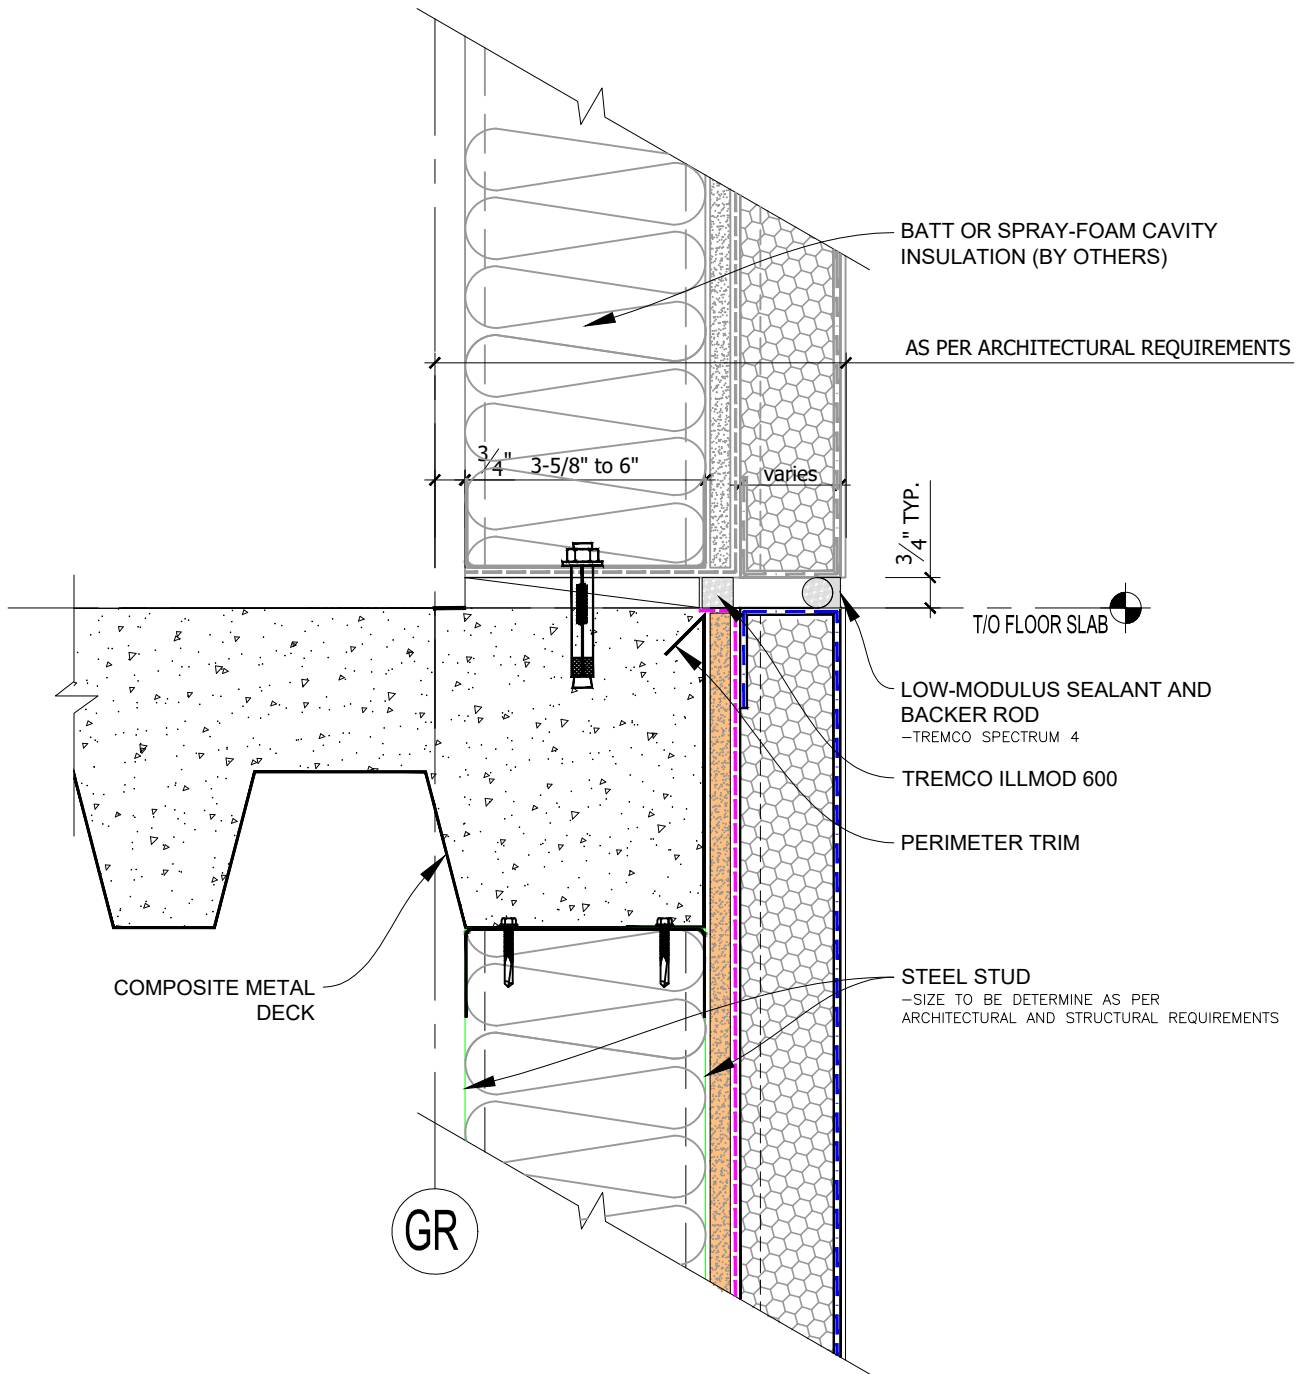 BATT OR SPRAY-FOAM CAVITY
INSULATION (BY OTHERS)
AS PER ARCHITECTURAL REQUIREMENTS
3/4"
3-5/8" to 6"
varies
3/4" TYP.
T/O FLOOR SLAB
LOW-MODULUS SEALANT AND
BACKER ROD
-TREMCO SPECTRUM 4
TREMCO ILLMOD 600
PERIMETER TRIM
COMPOSITE METAL
DECK
STEEL STUD
-SIZE TO BE DETERMINE AS PER
ARCHITECTURAL AND STRUCTURAL REQUIREMENTS
GR